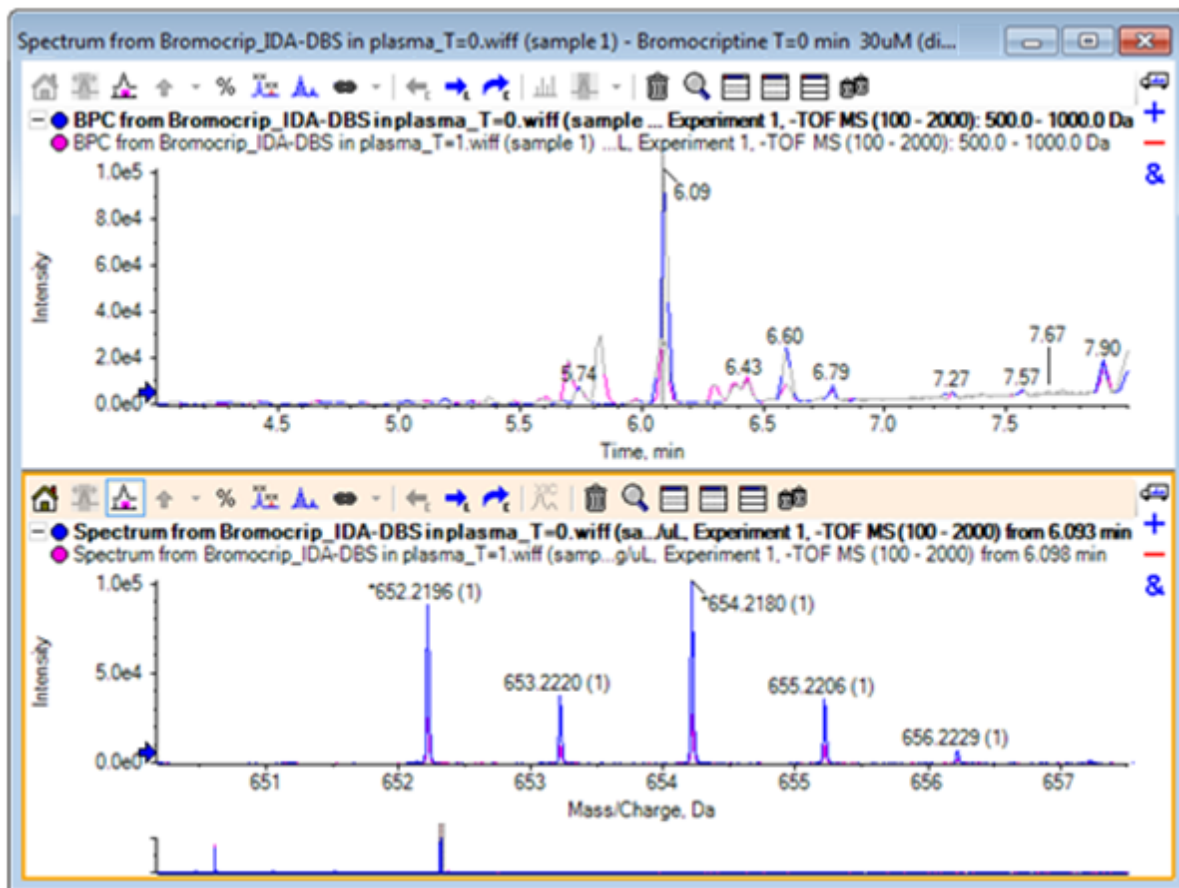 Spectrum from Bromocrip_IDA-DBS in plasma_T=0.wiff (sample 1) - Bromocriptine T=0 min 30uM (di...
%
BPC from Bromocrip_IDA-DBS inplasma_T=0.wiff (sample ... Experiment 1, -TOF MS (100 - 2000): 500.0 - 1000.0 Da
BPC from Bromocrip_IDA-DBS in plasma_T=1.wiff (sample 1) ...L, Experiment 1, -TOF MS (100 - 2000): 500.0 - 1000.0 Da
+
−
&
Intensity
1.0e5
8.0e4
6.0e4
4.0e4
2.0e4
0.0e0
5.74
6.09
6.43
6.60
6.79
7.27
7.57
7.67
7.90
4.5 5.0 5.5 6.0 6.5 7.0 7.5
Time, min
%
Spectrum from Bromocrip_IDA-DBS inplasma_T=0.wiff (sa.../uL, Experiment 1, -TOF MS (100 - 2000) from 6.093 min
Spectrum from Bromocrip_IDA-DBS in plasma_T=1.wiff (samp...g/uL, Experiment 1, -TOF MS (100 - 2000) from 6.098 min
+
−
&
Intensity
1.0e5
5.0e4
0.0e0
*652.2196 (1)
653.2220 (1)
*654.2180 (1)
655.2206 (1)
656.2229 (1)
651 652 653 654 655 656 657
Mass/Charge, Da